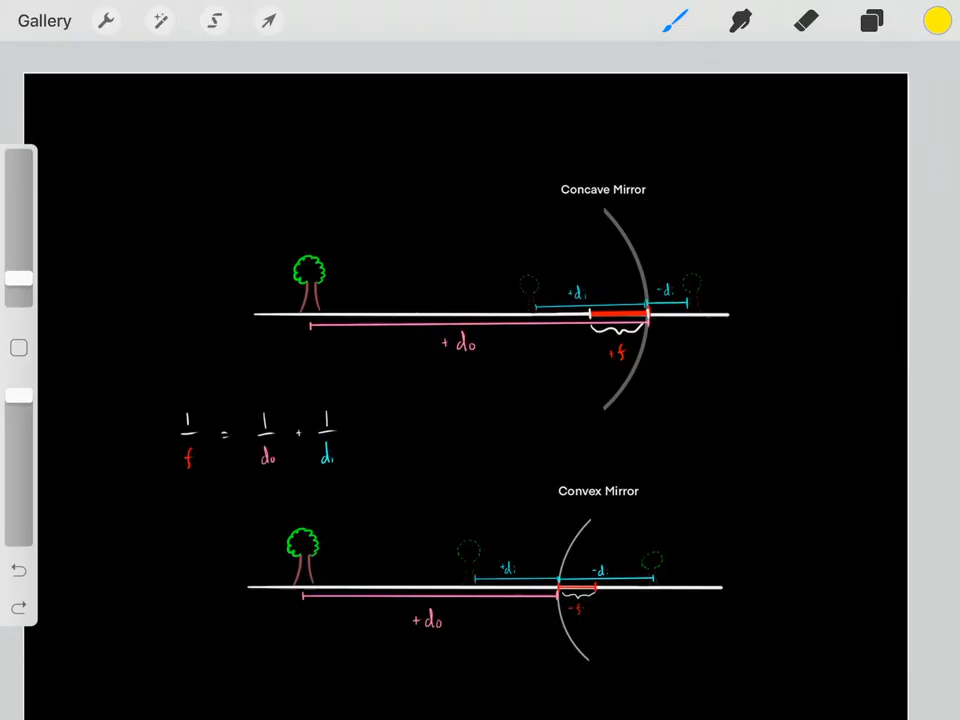 Gallery
Concave Mirror
+di
-di
+do
+f
1/f = 1/do + 1/di
Convex Mirror
+di
-di
-f
+do